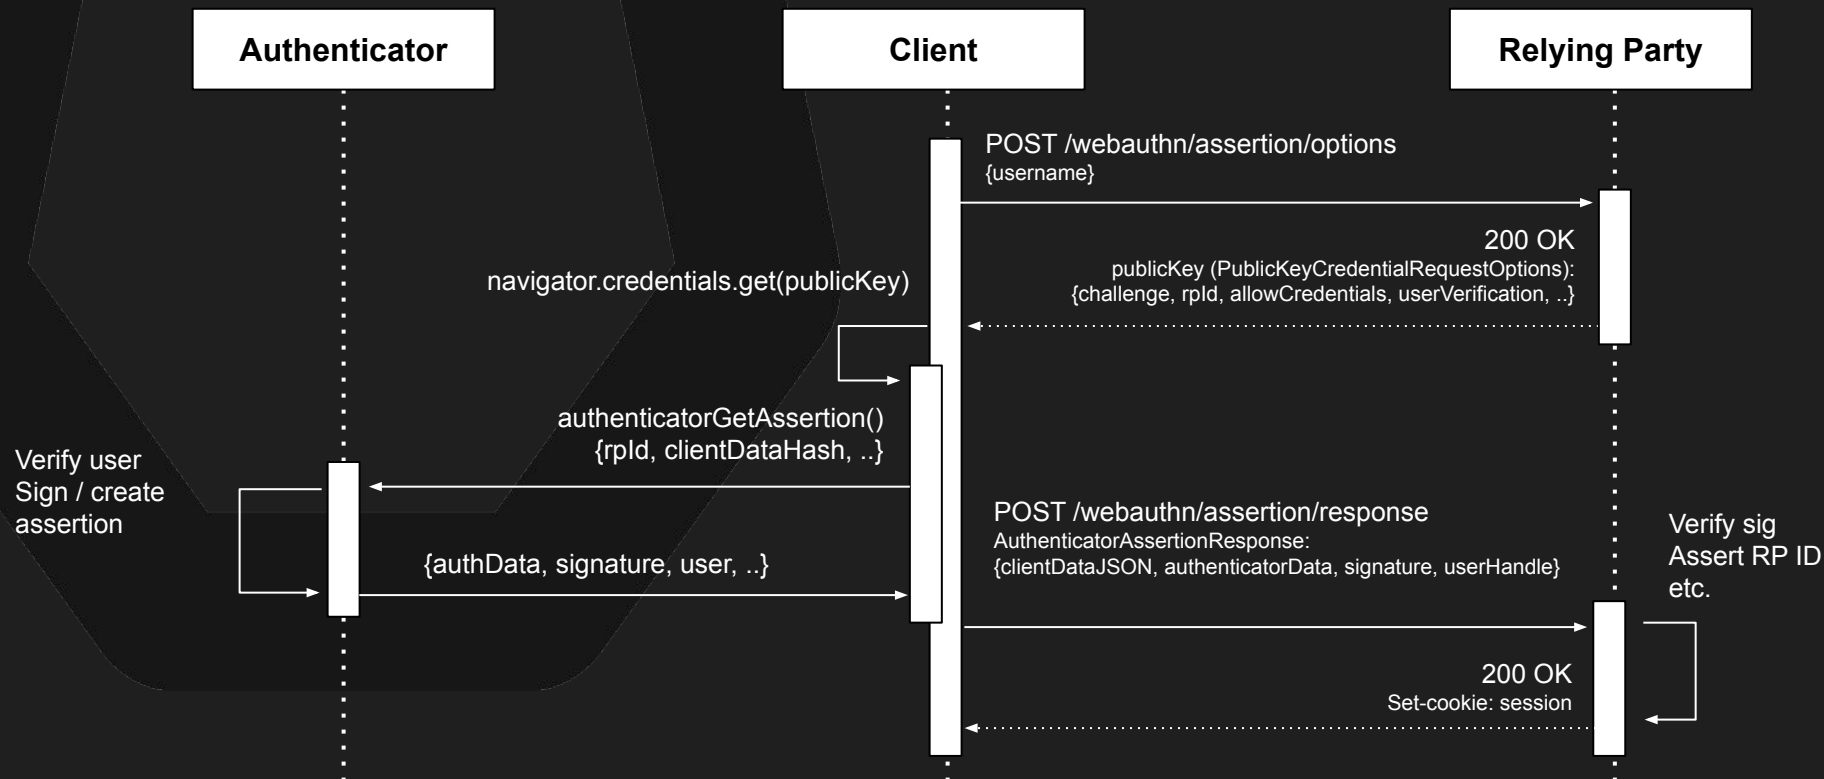 Authenticator
Client
Relying Party
POST /webauthn/assertion/options
{username}
200 OK
publicKey (PublicKeyCredentialRequestOptions):
{challenge, rpId, allowCredentials, userVerification, ..}
navigator.credentials.get(publicKey)
authenticatorGetAssertion()
{rpId, clientDataHash, ..}
Verify user
Sign / create
assertion
{authData, signature, user, ..}
POST /webauthn/assertion/response
AuthenticatorAssertionResponse:
{clientDataJSON, authenticatorData, signature, userHandle}
Verify sig
Assert RP ID
etc.
200 OK
Set-cookie: session